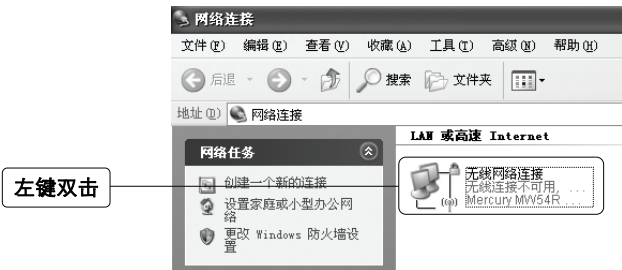 网络连接
文件(F) 编辑(E) 查看(V) 收藏(A) 工具(T) 高级(N) 帮助(H)
后退 搜索 文件夹
地址(D) 网络连接
LAN 或高速 Internet
网络任务
左键双击
创建一个新的连接
设置家庭或小型办公网
络
更改 Windows 防火墙设
置
无线网络连接
无线连接不可用, ...
Mercury MW54R ...